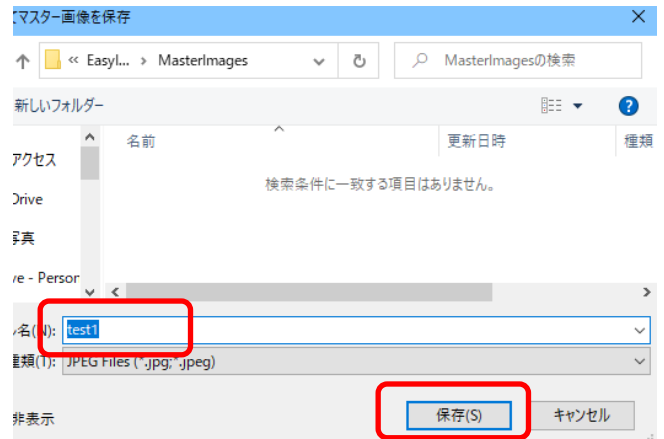 てマスター画像を保存
« EasyI... › MasterImages
MasterImagesの検索
新しいフォルダー
名前 更新日時 種類
アクセス
検索条件に一致する項目はありません。
Drive
写真
ve - Person
ル名(N): test1
種類(T): JPEG Files (*.jpg;*.jpeg)
非表示
保存(S) キャンセル